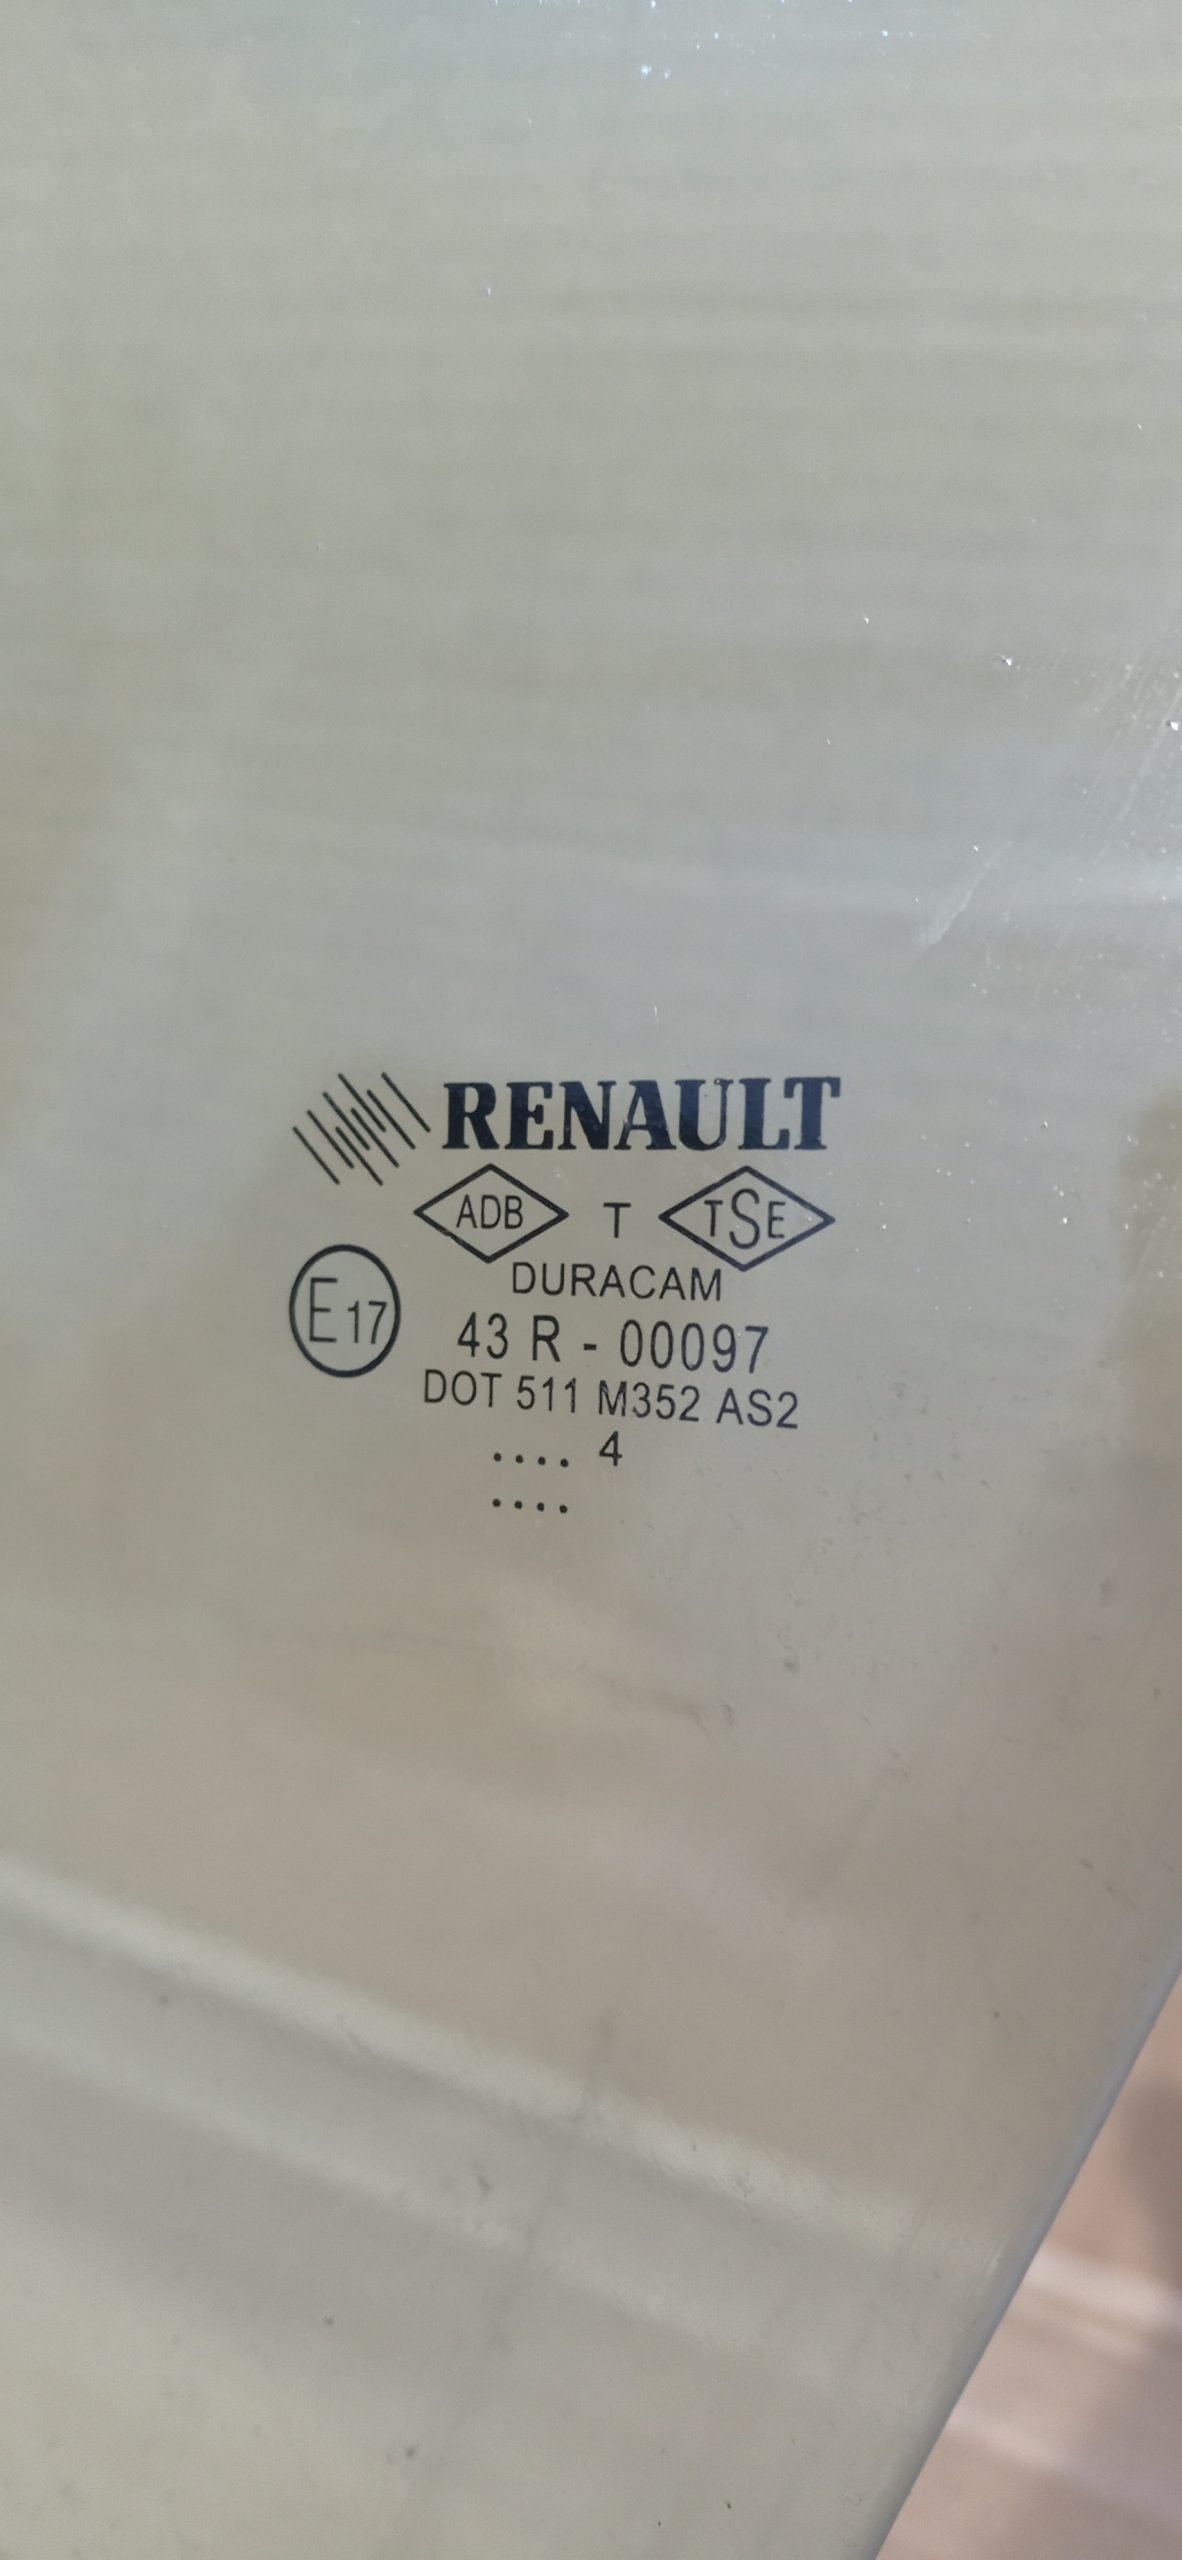 RENAULT
ADB T TSE
DURACAM
E17
43 R - 00097
DOT 511 M352 AS2
.... 4
....